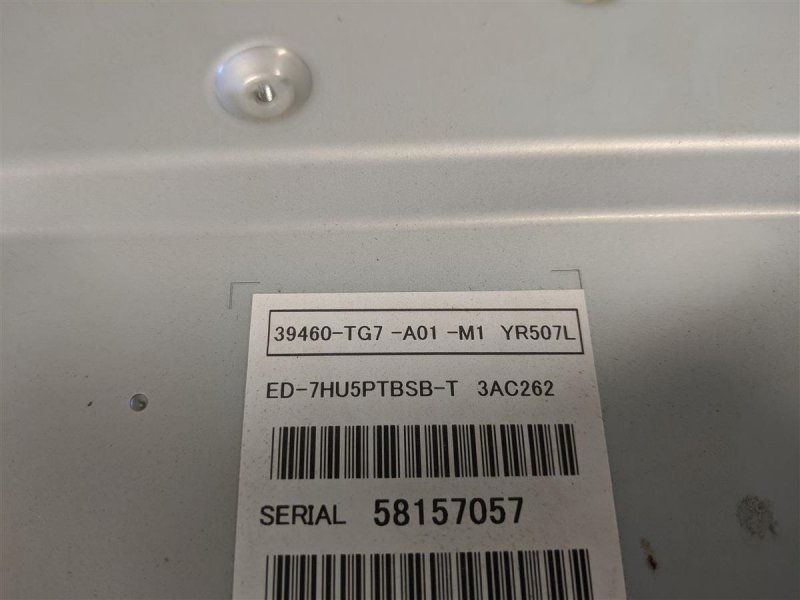 39460-TG7 -A01 -M1 YR507L
ED-7HU5PTBSB-T 3AC262
SERIAL 58157057